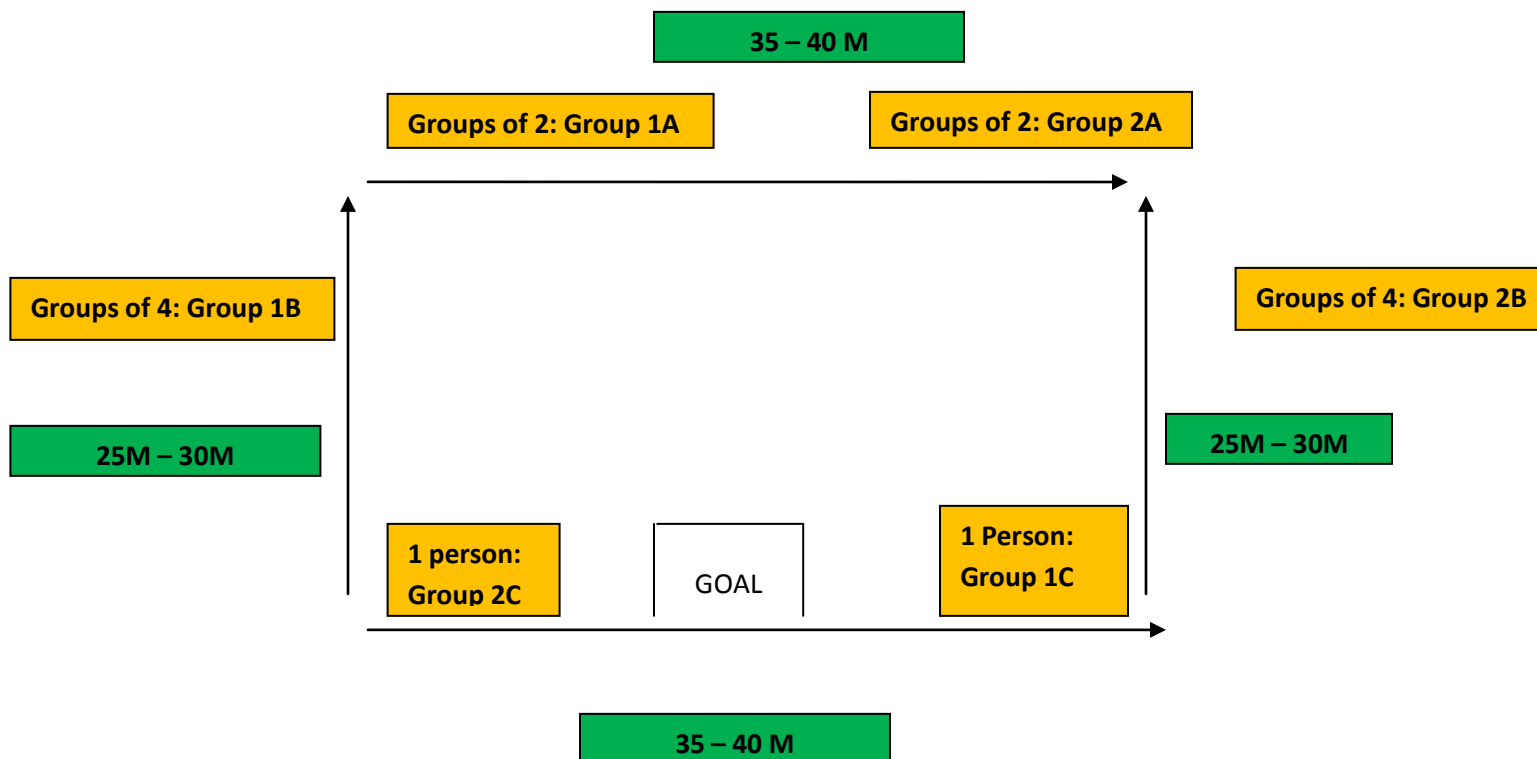 35 – 40 M
Groups of 2: Group 1A
Groups of 2: Group 2A
Groups of 4: Group 1B
Groups of 4: Group 2B
25M – 30M
25M – 30M
1 person:
Group 2C
GOAL
1 Person:
Group 1C
35 – 40 M